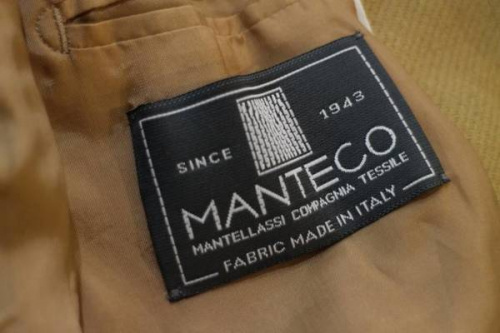 SINCE 1943
MANTECO
MANTELLASSI COMPAGNIA TESSILE
FABRIC MADE IN ITALY